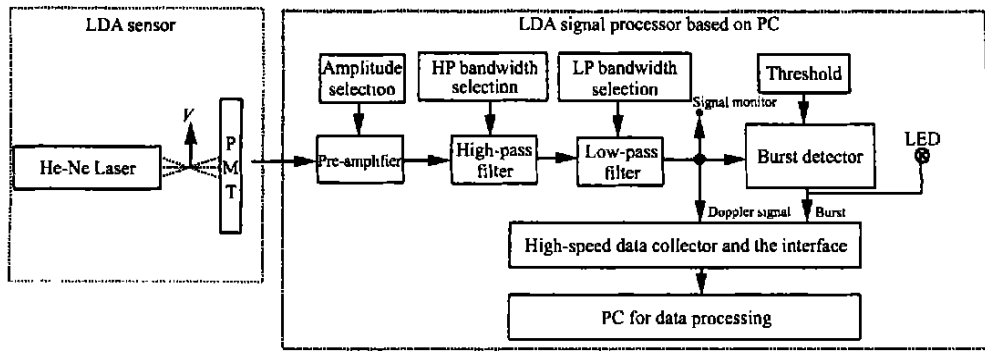 LDA sensor
LDA signal processor based on PC
Amplitude
selection
HP bandwidth
selection
LP bandwidth
selection
Threshold
Signal monitor
LED
V
P
M
T
He-Ne Laser
Pre-amplifier
High-pass
filter
Low-pass
filter
Burst detector
Doppler signal
Burst
High-speed data collector and the interface
PC for data processing